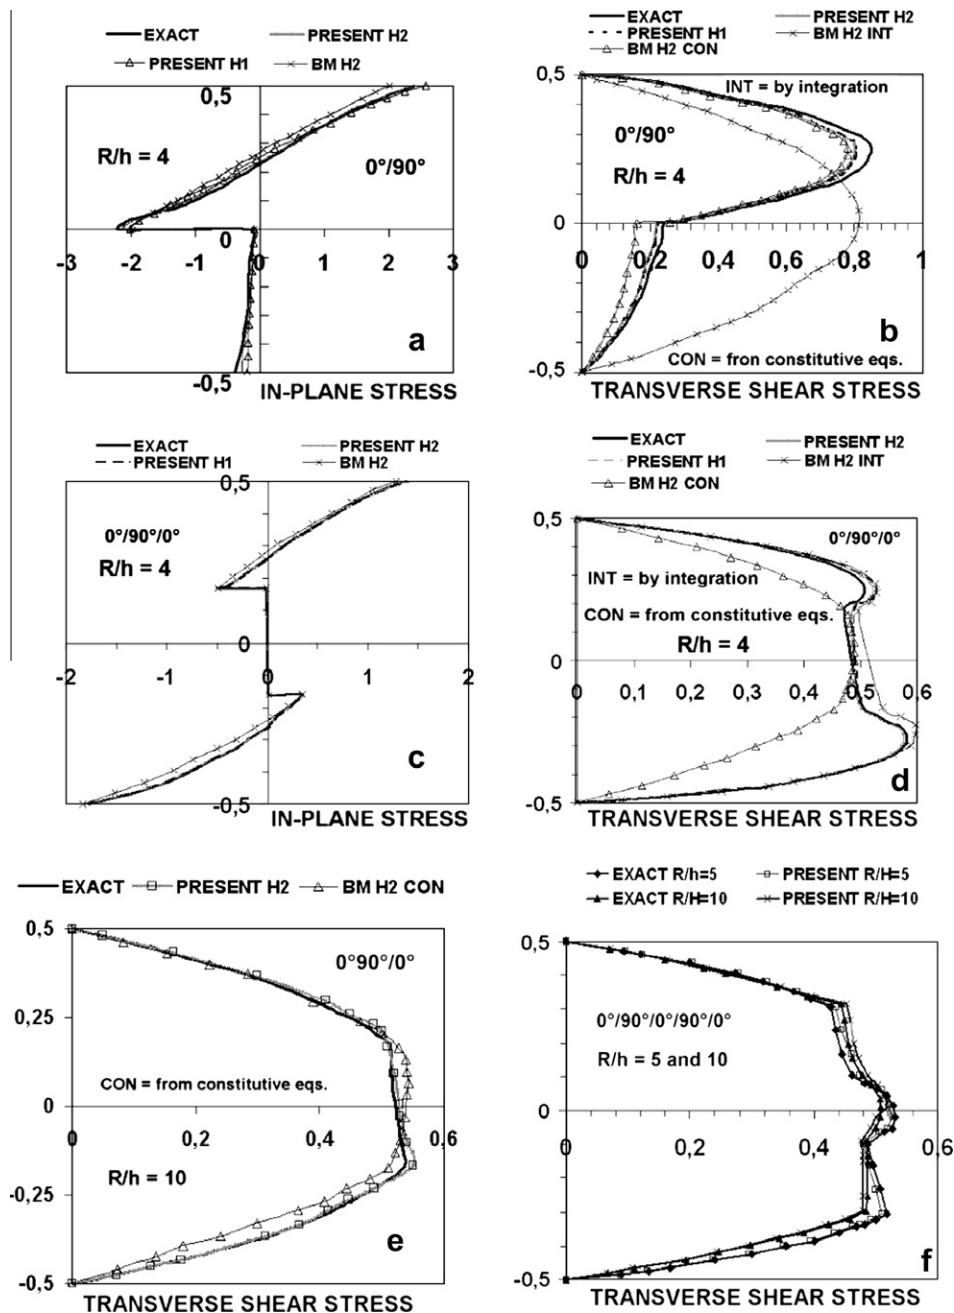 EXACT
PRESENT H2
PRESENT H1
BM H2
0,5
R/h = 4
0°/90°
0
-3
-2
-1
0
1
2
3
a
-0,5
IN-PLANE STRESS
EXACT
PRESENT H2
PRESENT H1
BM H2 INT
BM H2 CON
0,5
INT = by integration
0°/90°
R/h = 4
0
0
0,2
0,4
0,6
0,8
1
b
CON = fron constitutive eqs.
-0,5
TRANSVERSE SHEAR STRESS
EXACT
PRESENT H2
PRESENT H1
BM H2
0,5
0°/90°/0°
R/h = 4
0
-2
-1
0
1
2
c
-0,5
IN-PLANE STRESS
EXACT
PRESENT H2
PRESENT H1
BM H2 INT
BM H2 CON
0,5
0°/90°/0°
INT = by integration
CON = from constitutive eqs.
R/h = 4
0
0
0,1
0,2
0,3
0,4
0,5
0,6
d
-0,5
TRANSVERSE SHEAR STRESS
EXACT
PRESENT H2
BM H2 CON
0,5
0°90°/0°
0,25
CON = from constitutive eqs.
0
0
0,2
0,4
0,6
R/h = 10
-0,25
e
-0,5
TRANSVERSE SHEAR STRESS
EXACT R/h=5
PRESENT R/H=5
EXACT R/H=10
PRESENT R/H=10
0,5
0°/90°/0°/90°/0°
R/h = 5 and 10
0
0
0,2
0,4
0,6
f
-0,5
TRANSVERSE SHEAR STRESS